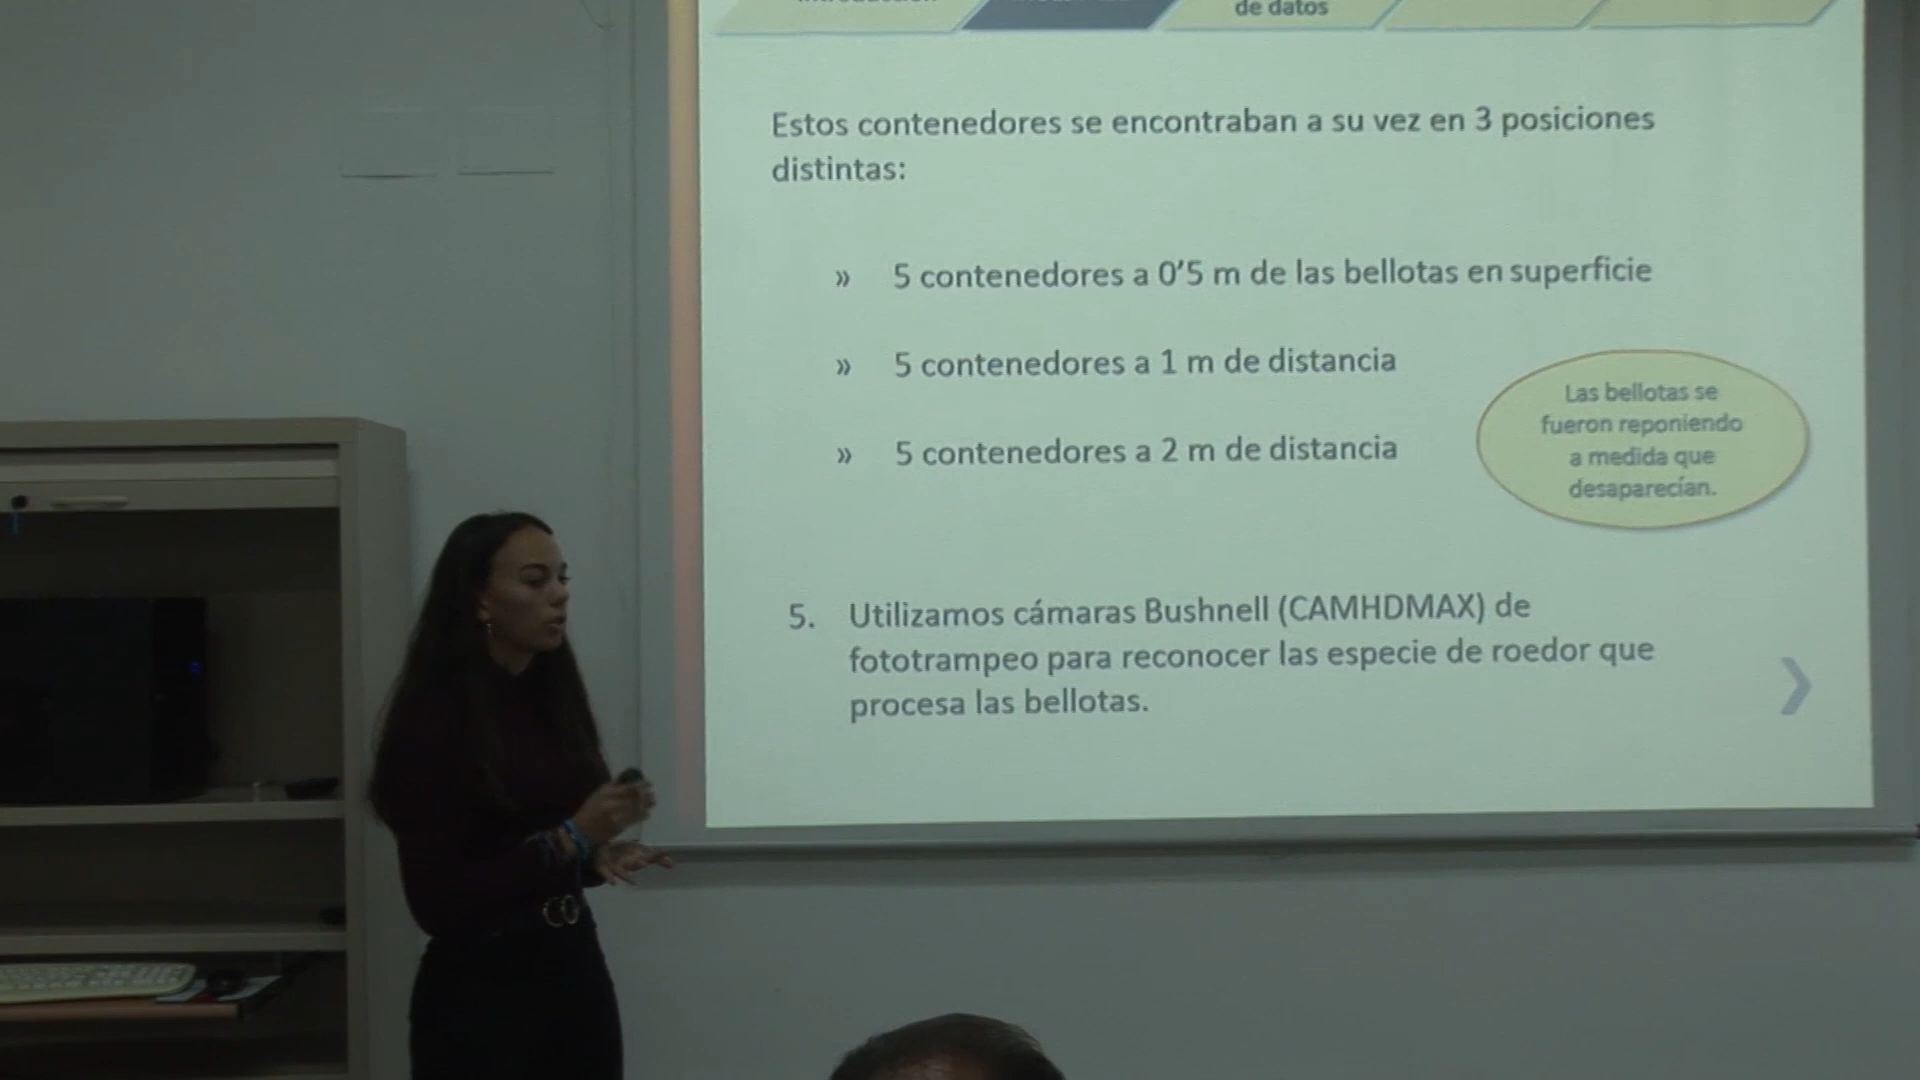 de datos
Estos contenedores se encontraban a su vez en 3 posiciones
distintas:
» 5 contenedores a 0’5 m de las bellotas en superficie
» 5 contenedores a 1 m de distancia
» 5 contenedores a 2 m de distancia
Las bellotas se
fueron reponiendo
a medida que
desaparecían.
5. Utilizamos cámaras Bushnell (CAMHDMAX) de
fototrampeo para reconocer las especie de roedor que
procesa las bellotas.